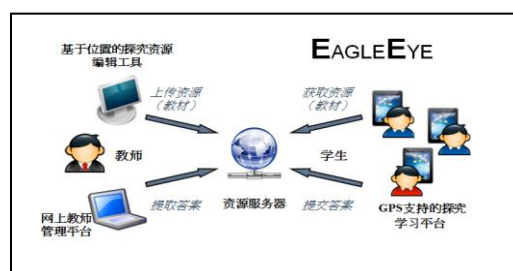 基于位置的探究资源
编辑工具
EAGLEEYE
上传资源
（教材）
获取资源
（教材）
教师
学生
网上教师
管理平台
提取答案
资源服务器
提交答案
GPS支持的探究
学习平台